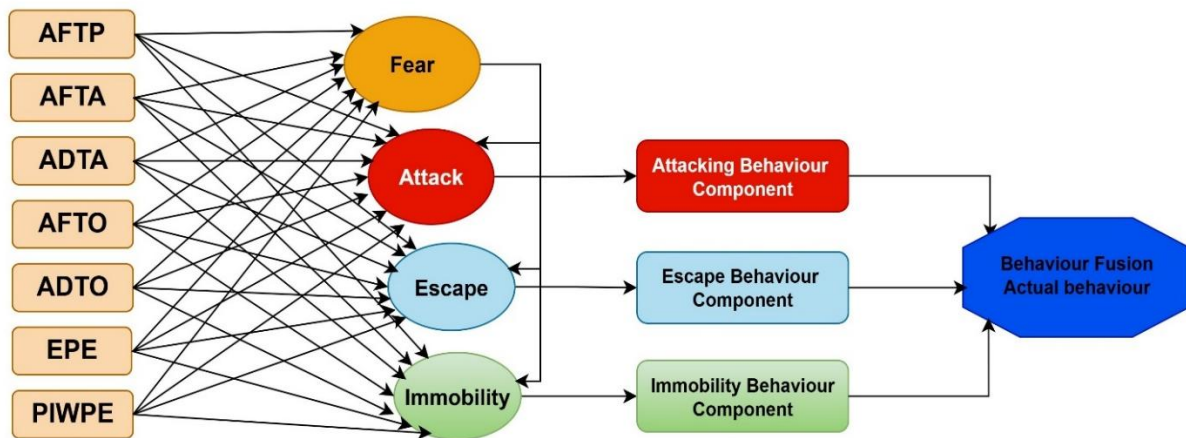 AFTP
AFTA
ADTA
AFTO
ADTO
EPE
PIWPE
Fear
Attack
Escape
Immobility
Attacking Behaviour
Component
Escape Behaviour
Component
Immobility Behaviour
Component
Behaviour Fusion
Actual behaviour